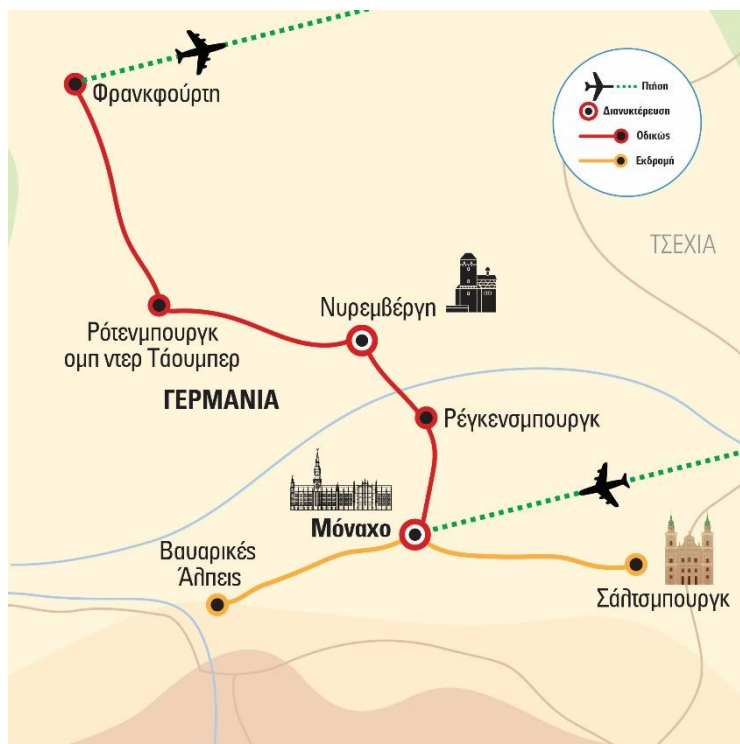 Φρανκφούρτη
Πτήση
Διανυκτέρευση
Οδικώς
Εκδρομή
ΤΣΕΧΙΑ
Νυρεμβέργη
Ρότενμπουργκ
ομπ ντερ Τάουμπερ
ΓΕΡΜΑΝΙΑ
Ρέγκενσμπουργκ
Μόναχο
Βαυαρικές
Άλπεις
Σάλτσμπουργκ